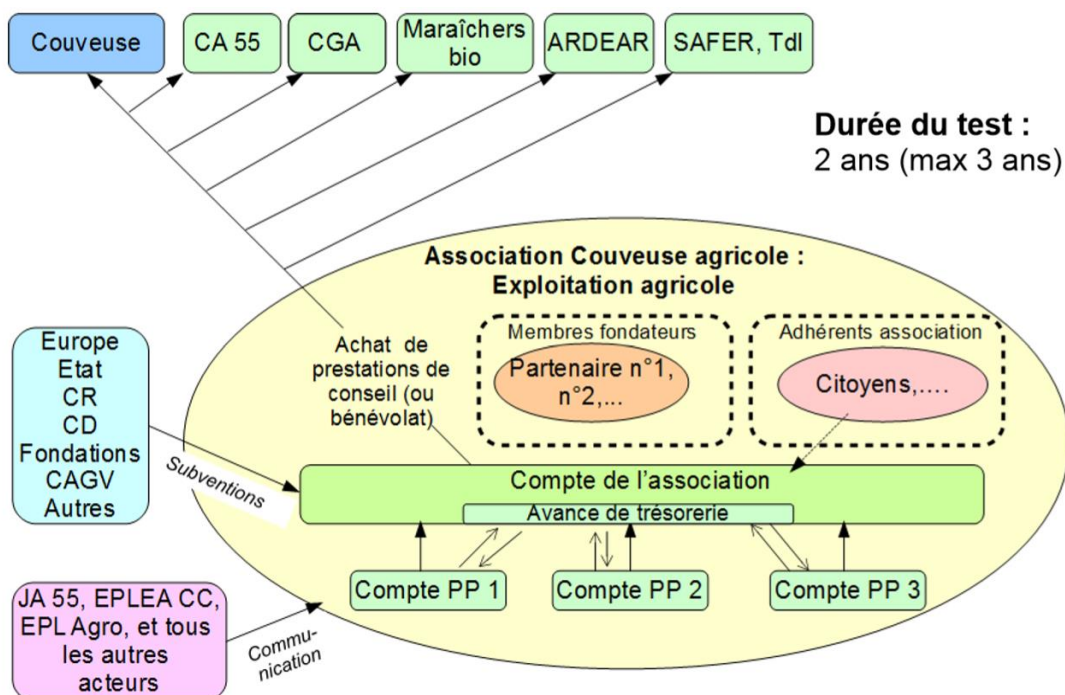 Couveuse
CA 55
CGA
Maraîchers
bio
ARDEAR
SAFER, Tdl
Durée du test :
2 ans (max 3 ans)
Association Couveuse agricole :
Exploitation agricole
Membres fondateurs
Partenaire n°1,
n°2,...
Adhérents association
Citoyens,....
Achat de
prestations de
conseil (ou
bénévolat)
Europe
Etat
CR
CD
Fondations
CAGV
Autres
Subventions
Compte de l’association
Avance de trésorerie
Compte PP 1
Compte PP 2
Compte PP 3
JA 55, EPLEA CC,
EPL Agro, et tous
les autres
acteurs
Commu-
nication